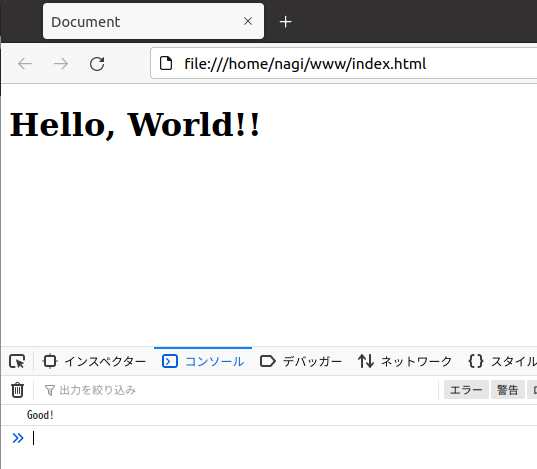 Document
file:///home/nagi/www/index.html
Hello, World!!
インスペクター コンソール デバッガー ネットワーク スタイル
出力を絞り込み エラー 警告
Good!